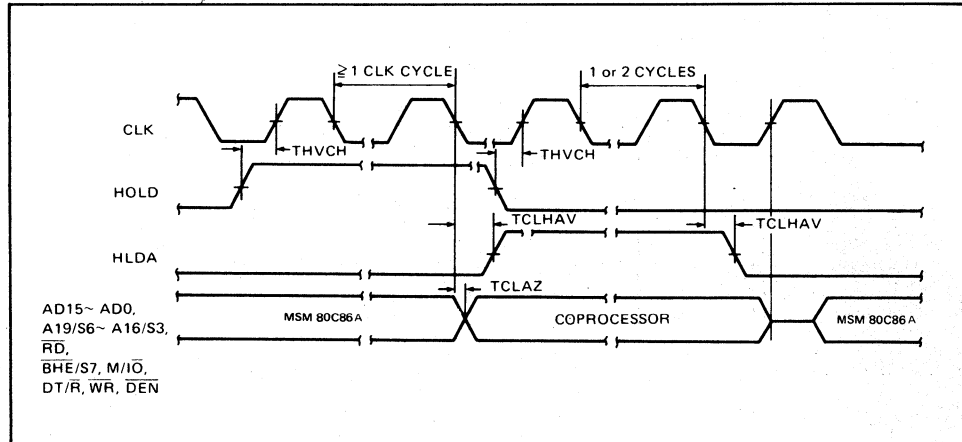 ≧1 CLK CYCLE
1 or 2 CYCLES
CLK
THVCH
THVCH
HOLD
TCLHAV
TCLHAV
HLDA
TCLAZ
AD15~ AD0,
A19/S6~ A16/S3,
RD,
BHE/S7, M/IO,
DT/R, WR, DEN
MSM 80C86A
COPROCESSOR
MSM 80C86A